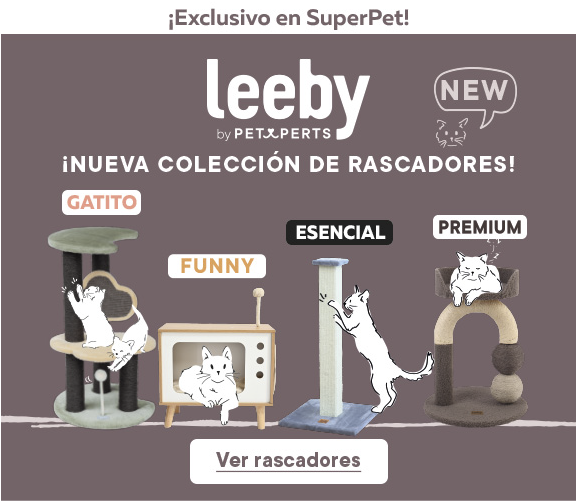 ¡Exclusivo en SuperPet!
leeby
by PETXPERTS
NEW
¡NUEVA COLECCIÓN DE RASCADORES!
GATITO
FUNNY
ESENCIAL
PREMIUM
Ver rascadores